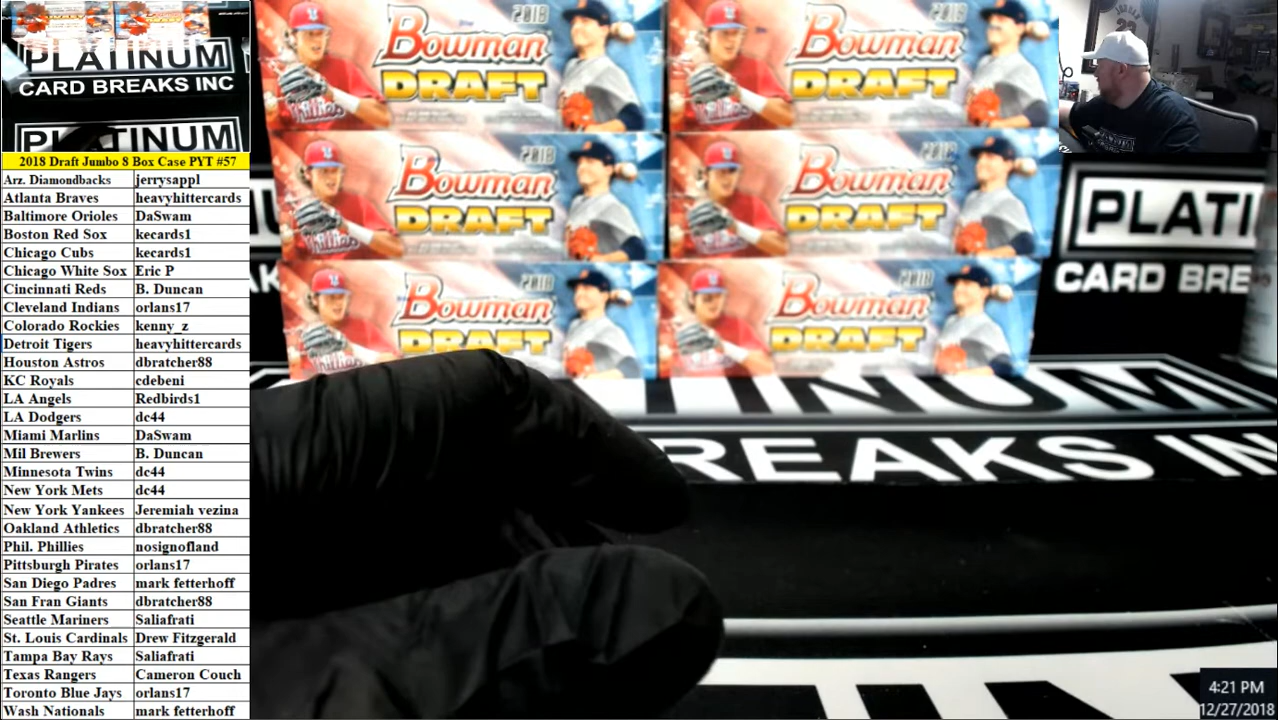 PLATINUM
CARD BREAKS INC
PLATINUM
2018 Draft Jumbo 8 Box Case PYT #57
Arz. Diamondbacks jerrysappl
Atlanta Braves heavyhittercards
Baltimore Orioles DaSwam
Boston Red Sox kecards1
Chicago Cubs kecards1
Chicago White Sox Eric P
Cincinnati Reds B. Duncan
Cleveland Indians orlans17
Colorado Rockies kenny_z
Detroit Tigers heavyhittercards
Houston Astros dbratcher88
KC Royals cdebeni
LA Angels Redbirds1
LA Dodgers dc44
Miami Marlins DaSwam
Mil Brewers B. Duncan
Minnesota Twins dc44
New York Mets dc44
New York Yankees Jeremiah vezina
Oakland Athletics dbratcher88
Phil. Phillies nosignofland
Pittsburgh Pirates orlans17
San Diego Padres mark fetterhoff
San Fran Giants dbratcher88
Seattle Mariners Saliafrati
St. Louis Cardinals Drew Fitzgerald
Tampa Bay Rays Saliafrati
Texas Rangers Cameron Couch
Toronto Blue Jays orlans17
Wash Nationals mark fetterhoff
2018
Bowman
DRAFT
Phillies
2018
Bowman
DRAFT
2018
Bowman
DRAFT
Phillies
2018
Bowman
DRAFT
2018
Bowman
DRAFT
2018
Bowman
DRAFT
PLATI
CARD BRE
TINUM
REAKS IN
4:21 PM
12/27/2018